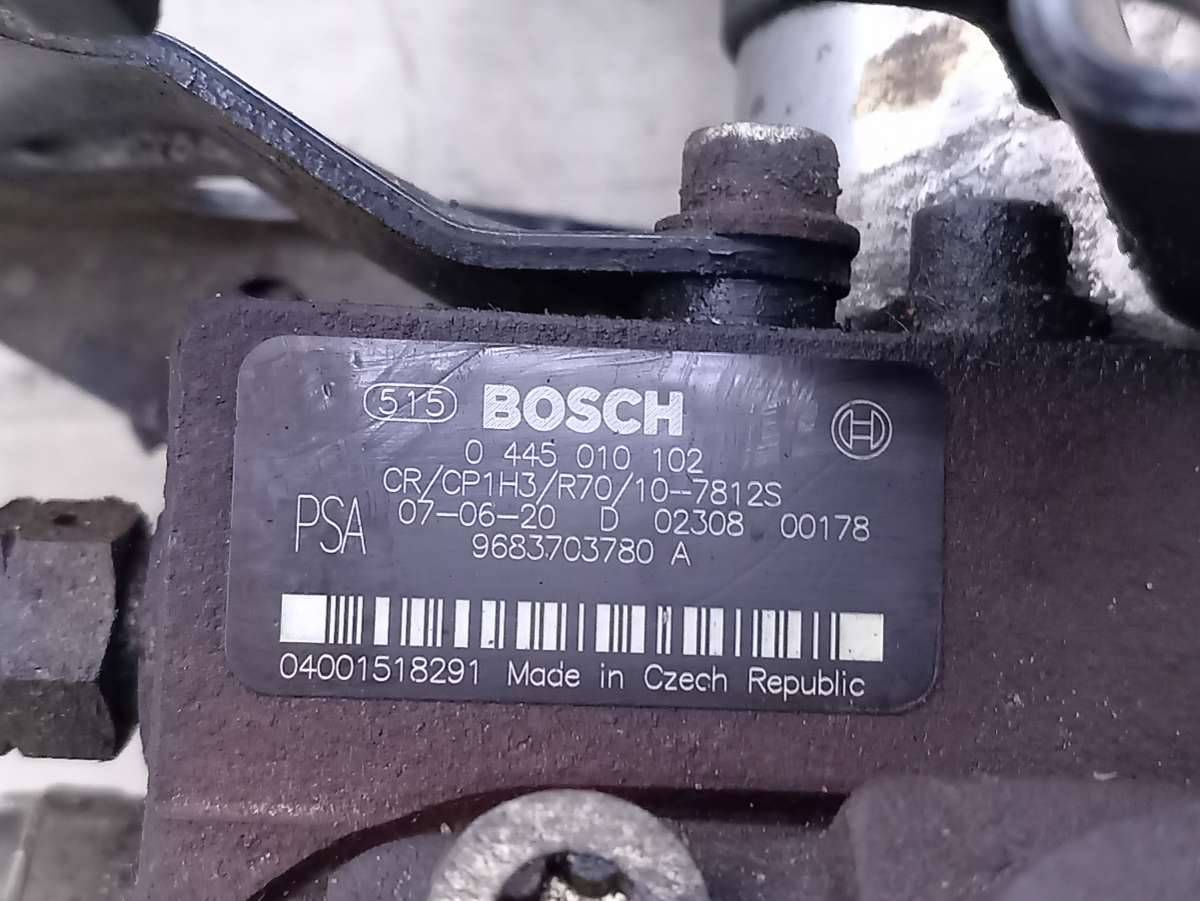 515 BOSCH
0 445 010 102
CR/CP1H3/R70/10-7812S
PSA 07-06-20 D 02308 00178
9683703780 A
04001518291 Made in Czech Republic